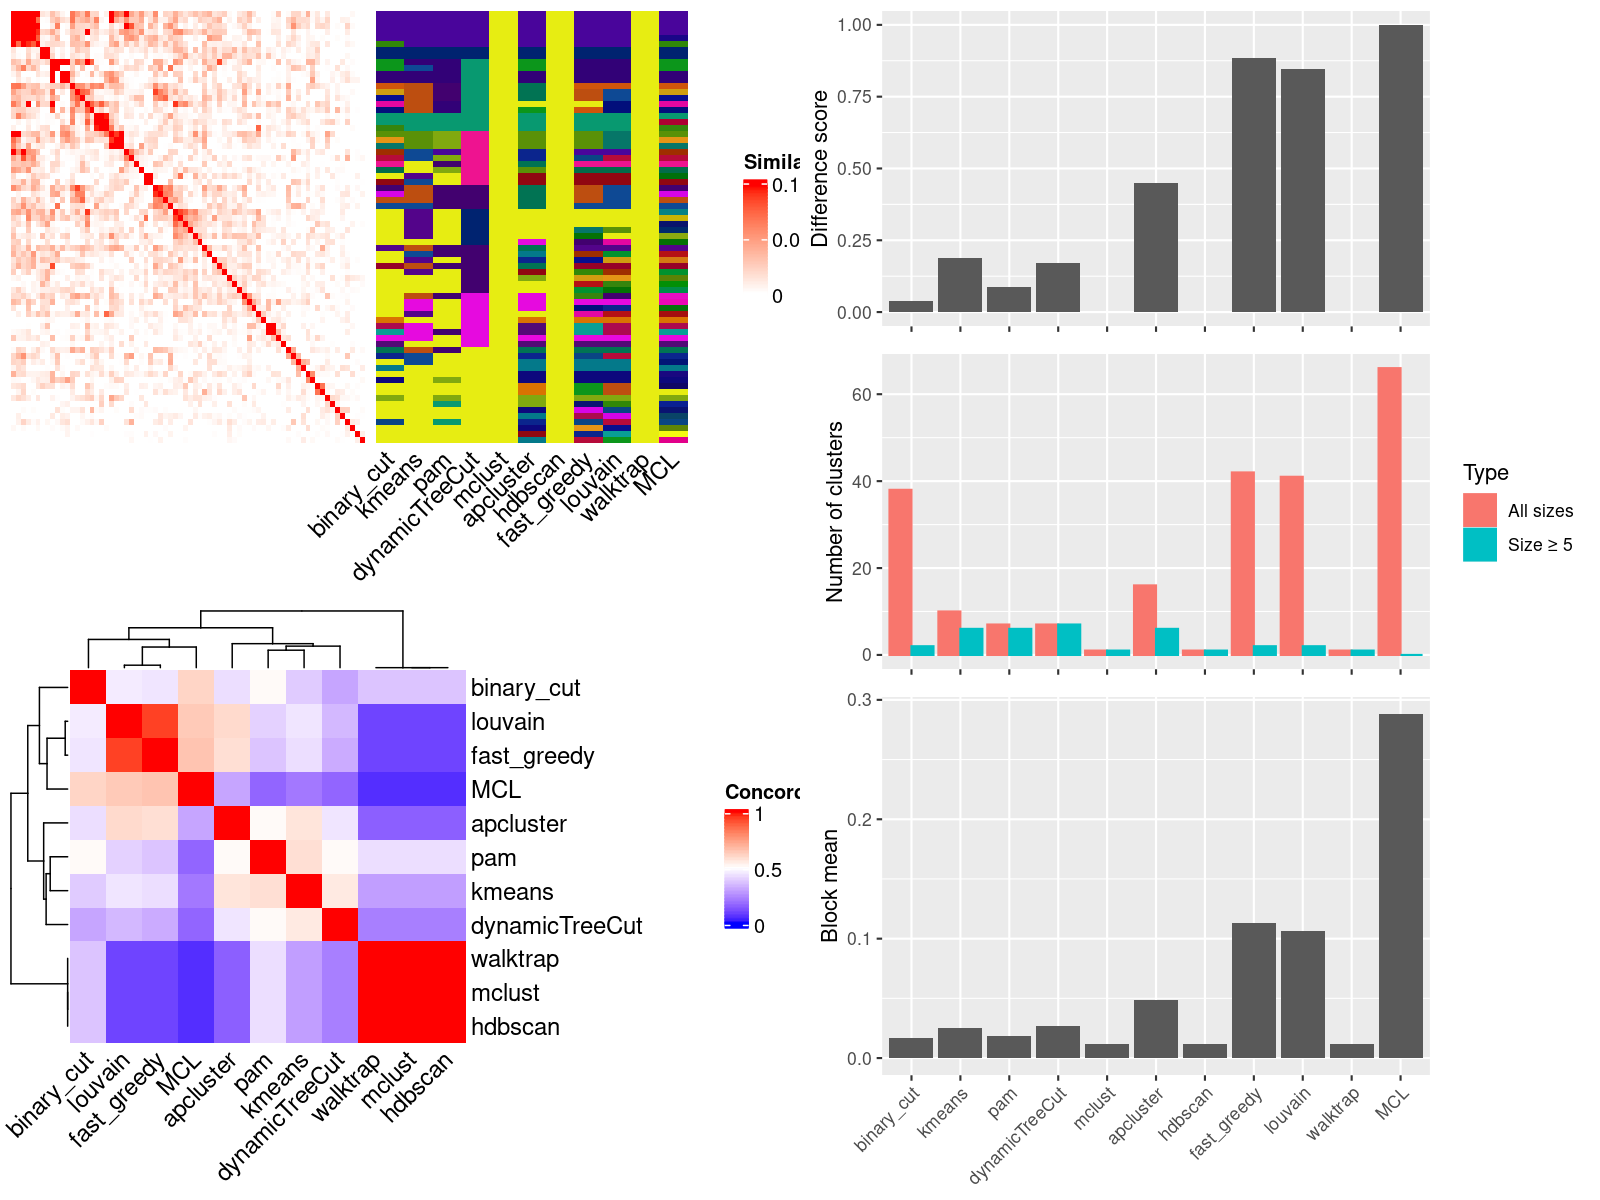 Simila
0.1
0.0
0
binary_cut
kmeans
pam
dynamicTreeCut
mclust
apcluster
hdbscan
fast_greedy
louvain
walktrap
MCL
binary_cut
louvain
fast_greedy
MCL
apcluster
pam
kmeans
dynamicTreeCut
walktrap
mclust
hdbscan
Concord
1
0.5
0
binary_cut
louvain
fast_greedy
MCL
apcluster
pam
kmeans
dynamicTreeCut
walktrap
mclust
hdbscan
Difference score
1.00
0.75
0.50
0.25
0.00
Number of clusters
60
40
20
0
Type
All sizes
Size ≥ 5
Block mean
0.3
0.2
0.1
0.0
binary_cut
kmeans
pam
dynamicTreeCut
mclust
apcluster
hdbscan
fast_greedy
louvain
walktrap
MCL